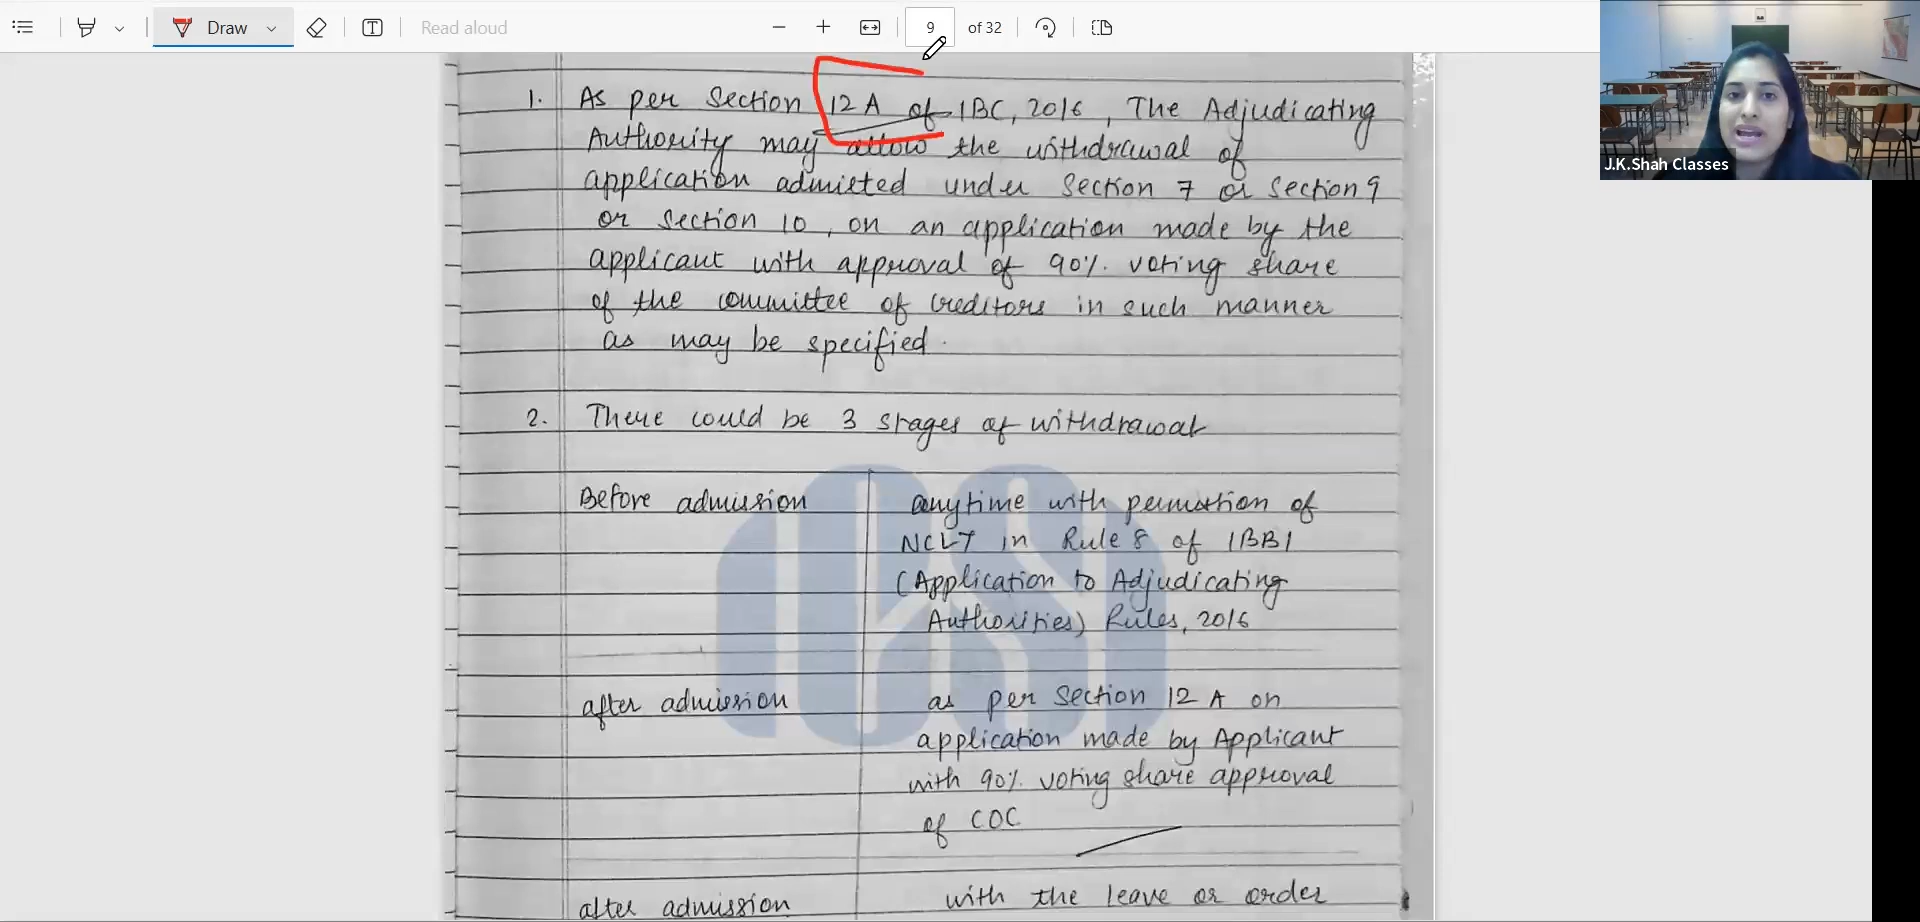 Draw
Read aloud
9 of 32
J.K.Shah Classes
1. As per Section 12 A of IBC, 2016, The Adjudicating
Authority may allow the withdrawal of
application admitted under Section 7 or Section 9
or Section 10, on an application made by the
applicant with approval of 90% voting share
of the committee of creditors in such manner
as may be specified.
2. There could be 3 stages of withdrawal
Before admission
anytime with permission of
NCLT in Rule 8 of IBBI
(Application to Adjudicating
Authorities) Rules, 2016
after admission
as per Section 12 A on
application made by Applicant
with 90% voting share approval
of COC
after admission
with the leave or order
ICSI